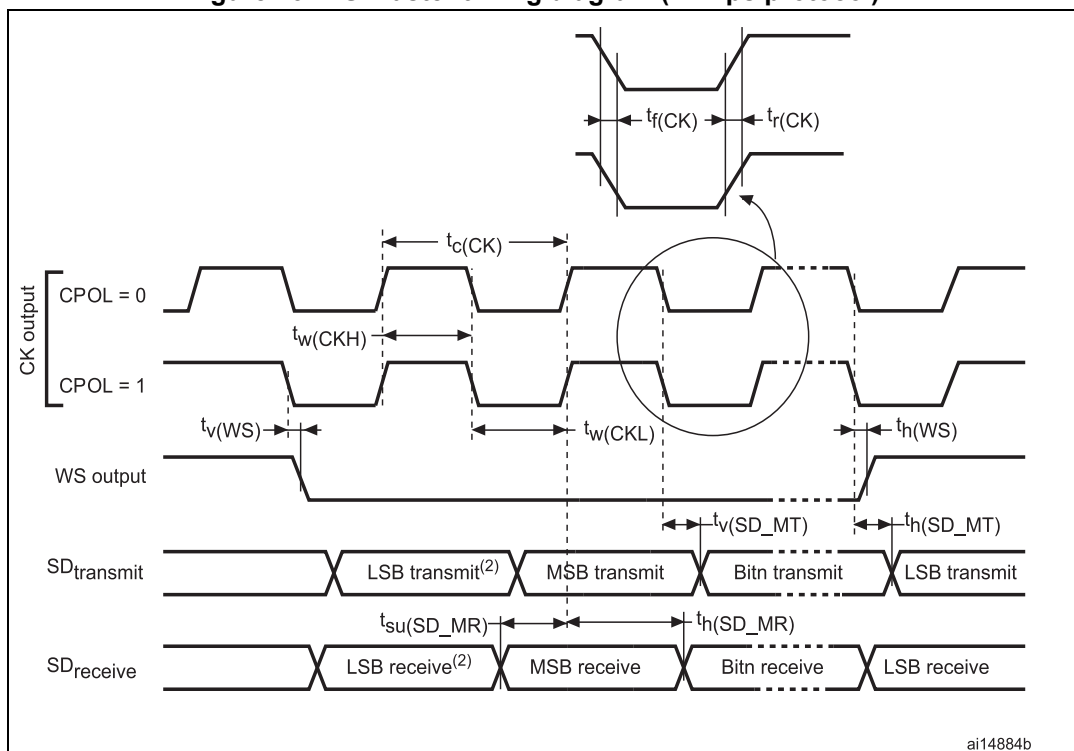 tf(CK)
tr(CK)
tc(CK)
CK output
CPOL = 0
tw(CKH)
CPOL = 1
tv(WS)
tw(CKL)
th(WS)
WS output
tv(SD_MT)
th(SD_MT)
SDtransmit
LSB transmit(2)
MSB transmit
Bitn transmit
LSB transmit
tsu(SD_MR)
th(SD_MR)
SDreceive
LSB receive(2)
MSB receive
Bitn receive
LSB receive
ai14884b